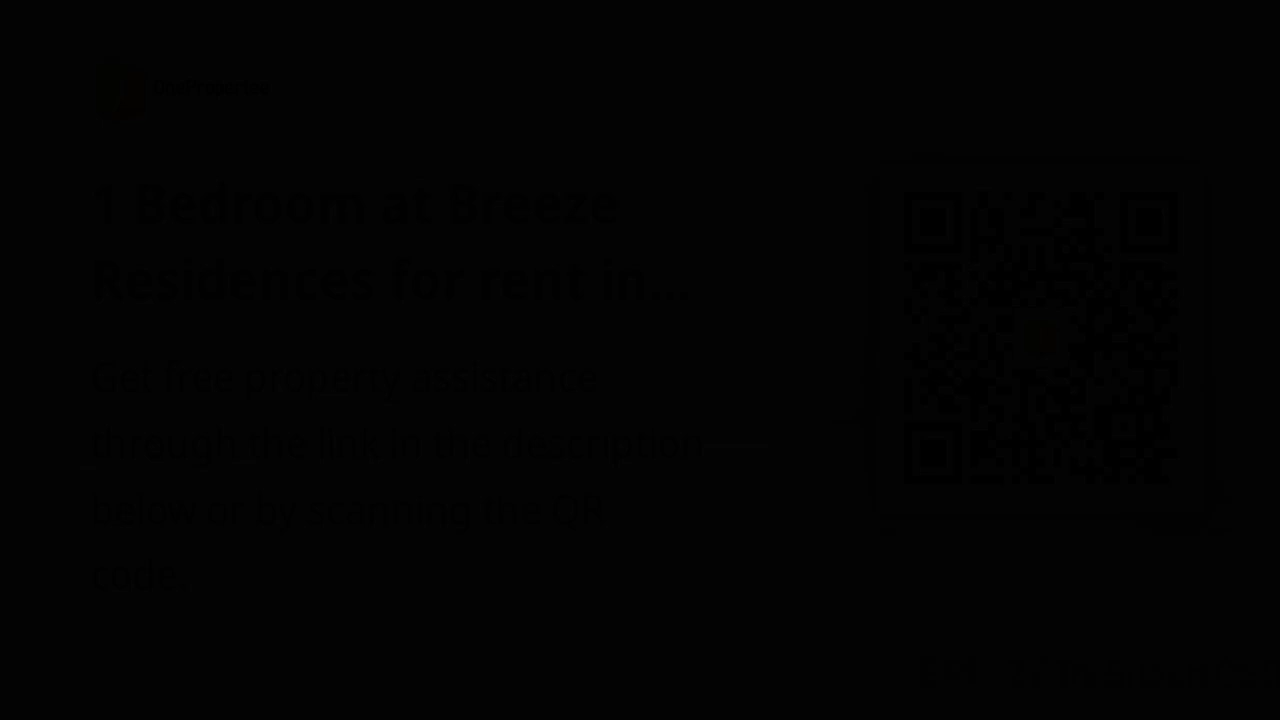 1 Bedroom at Breeze
Residences for rent in...
Get free property assistance
through the link in the description
below or by scanning the QR
code.